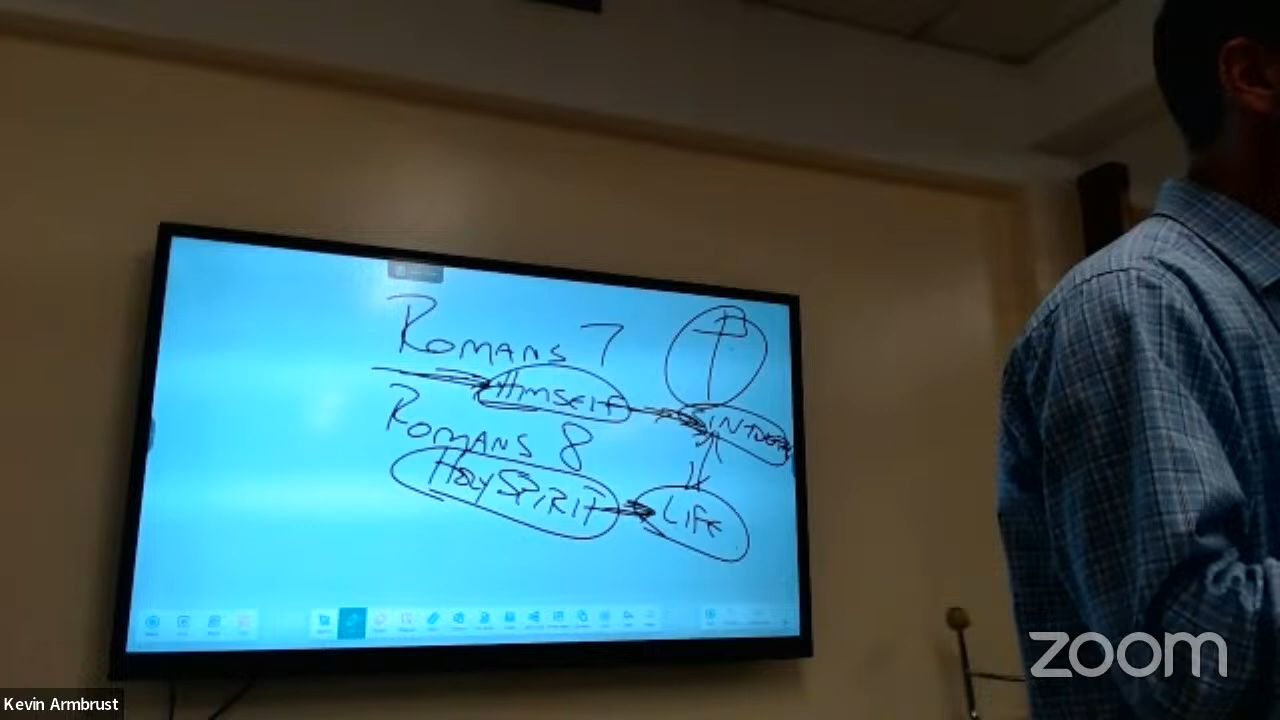 ROMANS 7
HIMSELF
ROMANS 8
HOLY SPIRIT
LIFE
zoom
Kevin Armbrust